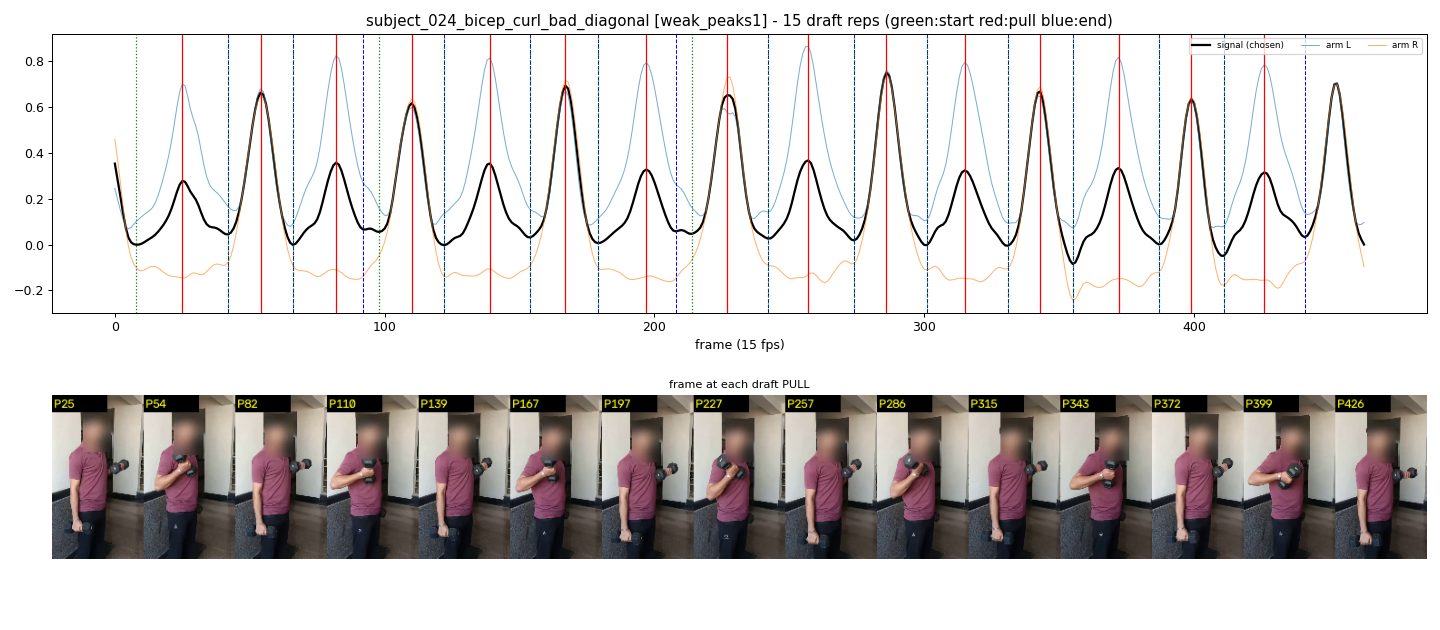 subject_024_bicep_curl_bad_diagonal [weak_peaks1] - 15 draft reps (green:start red:pull blue:end)
signal (chosen) arm L arm R
0.8
0.6
0.4
0.2
0.0
−0.2
0 100 200 300 400
frame (15 fps)
frame at each draft PULL
P25 P54 P82 P110 P139 P167 P197 P227 P257 P286 P315 P343 P372 P399 P426